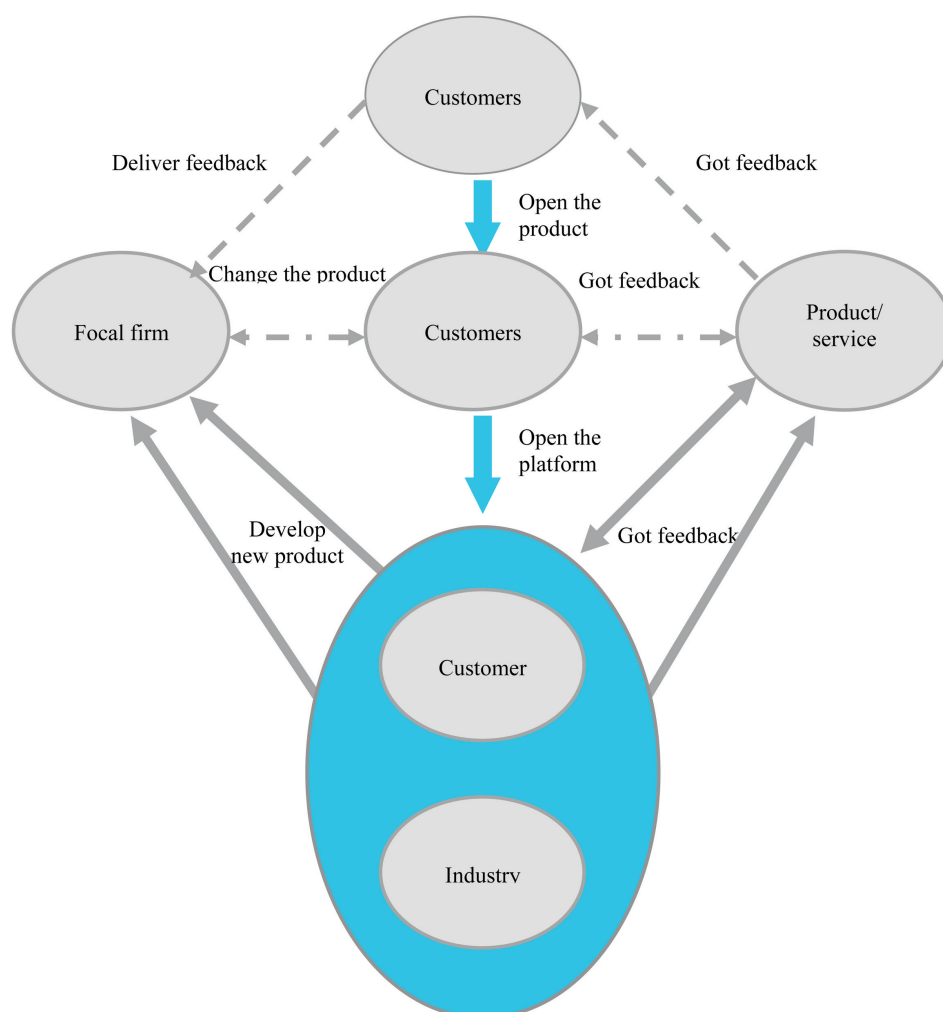 Customers
Deliver feedback
Got feedback
Open the
product
Change the product
Got feedback
Focal firm
Customers
Product/
service
Open the
platform
Develop
new product
Got feedback
Customer
Industry